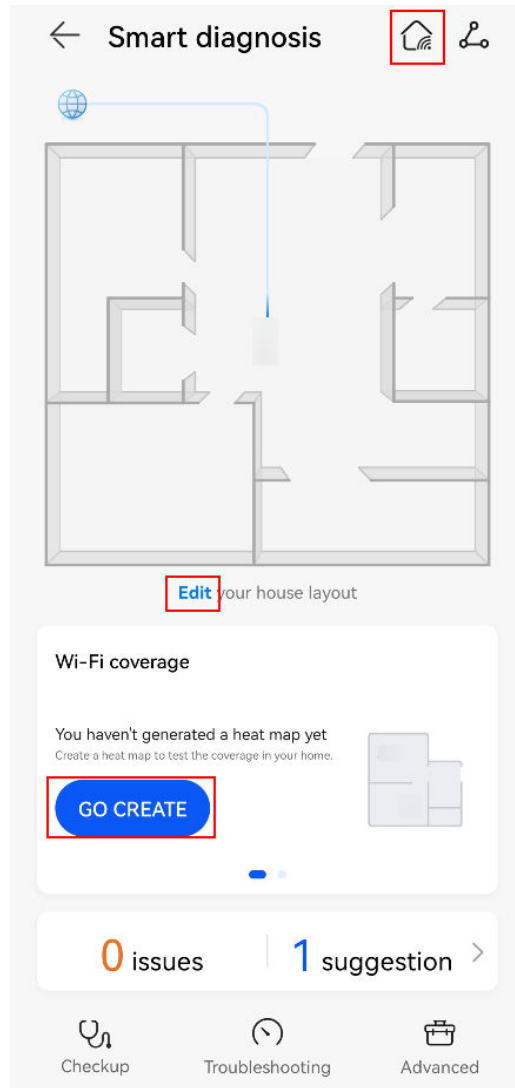 Smart diagnosis
Edit your house layout
Wi-Fi coverage
You haven't generated a heat map yet
Create a heat map to test the coverage in your home.
GO CREATE
0 issues
1 suggestion
Checkup
Troubleshooting
Advanced